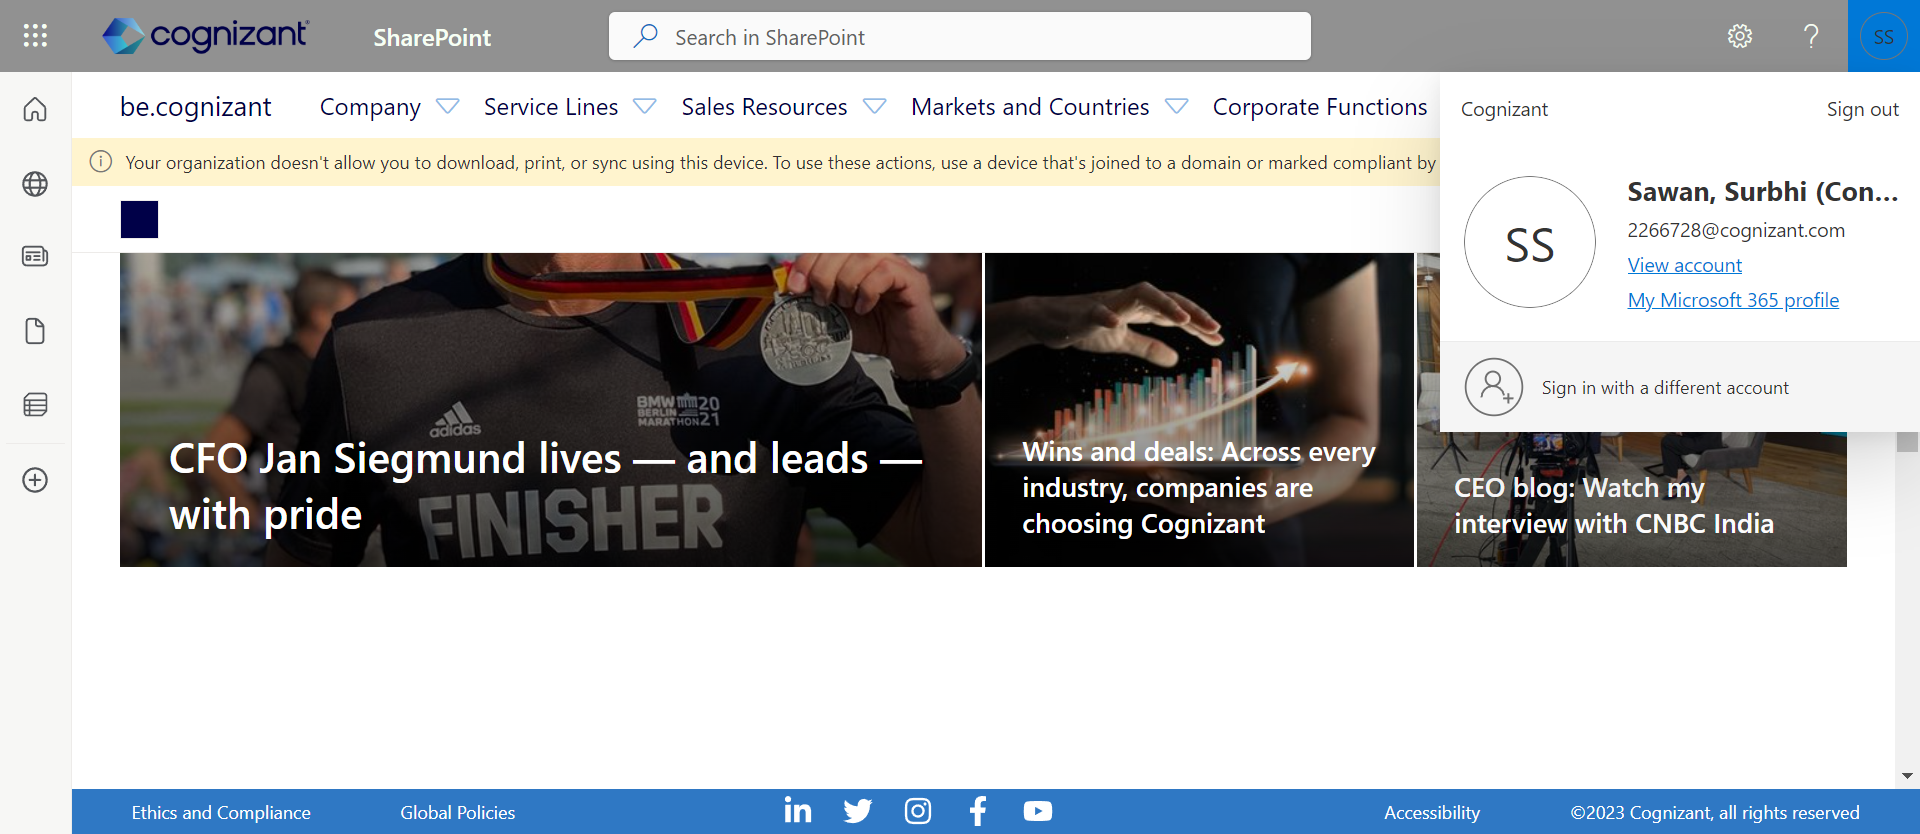 cognizant
SharePoint
Search in SharePoint
SS
be.cognizant
Company
Service Lines
Sales Resources
Markets and Countries
Corporate Functions
Cognizant
Sign out
Your organization doesn't allow you to download, print, or sync using this device. To use these actions, use a device that's joined to a domain or marked compliant by
SS
Sawan, Surbhi (Con...
2266728@cognizant.com
View account
My Microsoft 365 profile
Sign in with a different account
adidas
BMW
BERLIN
MARATHON
20
21
FINISHER
CFO Jan Siegmund lives — and leads —
with pride
Wins and deals: Across every
industry, companies are
choosing Cognizant
CEO blog: Watch my
interview with CNBC India
Ethics and Compliance
Global Policies
Accessibility
©2023 Cognizant, all rights reserved